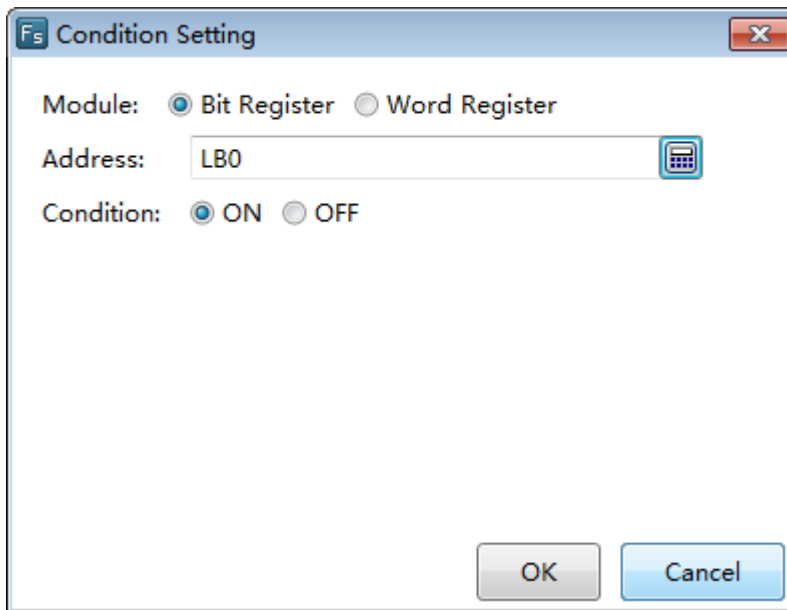 Fs Condition Setting
Module: Bit Register Word Register
Address: LB0
Condition: ON OFF
OK Cancel